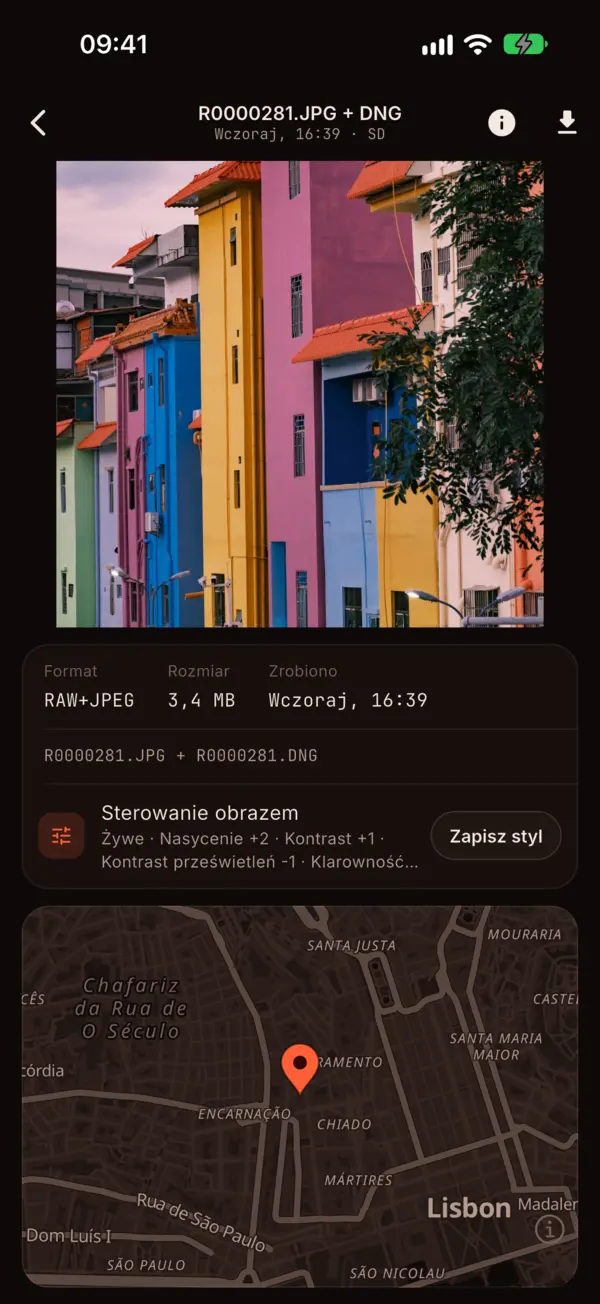 09:41
R0000281.JPG + DNG
Wczoraj, 16:39 · SD
Format
Rozmiar
Zrobiono
RAW+JPEG
3,4 MB
Wczoraj, 16:39
R0000281.JPG + R0000281.DNG
Sterowanie obrazem
Żywe · Nasycenie +2 · Kontrast +1 ·
Kontrast prześwietleń -1 · Klarowność...
Zapisz styl
SANTA JUSTA
MOURARIA
Chafariz
da Rua de
O Século
CÊS
CASTEL
SANTA MARIA
MAIOR
córdia
RAMENTO
ENCARNAÇÃO
CHIADO
MÁRTIRES
Rua de São Paulo
Lisbon
Madalen
Dom Luís I
SÃO PAULO
SÃO NICOLAU